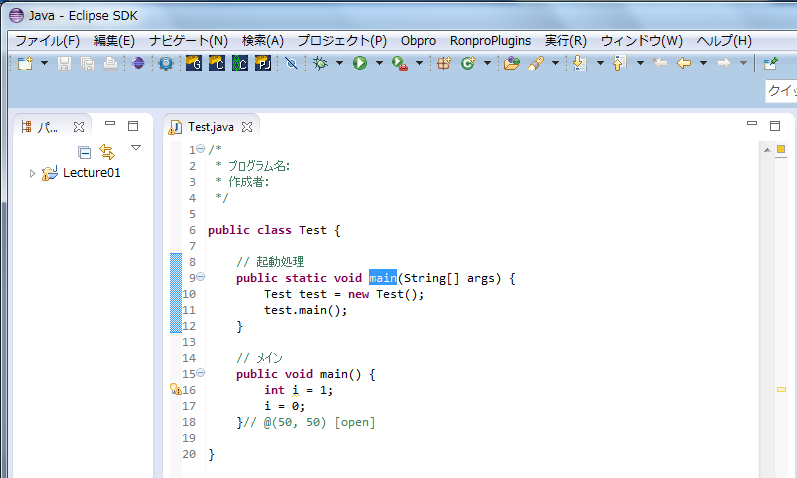 Java - Eclipse SDK
ファイル(F) 編集(E) ナビゲート(N) 検索(A) プロジェクト(P) Obpro RonproPlugins 実行(R) ウィンドウ(W) ヘルプ(H)
G C C PJ
クイッ
パ... Test.java
Lecture01
1 /*
2  * プログラム名:
3  * 作成者:
4  */
5
6 public class Test {
7
8     // 起動処理
9     public static void main(String[] args) {
10         Test test = new Test();
11         test.main();
12     }
13
14     // メイン
15     public void main() {
16         int i = 1;
17         i = 0;
18     }// @(50, 50) [open]
19
20 }